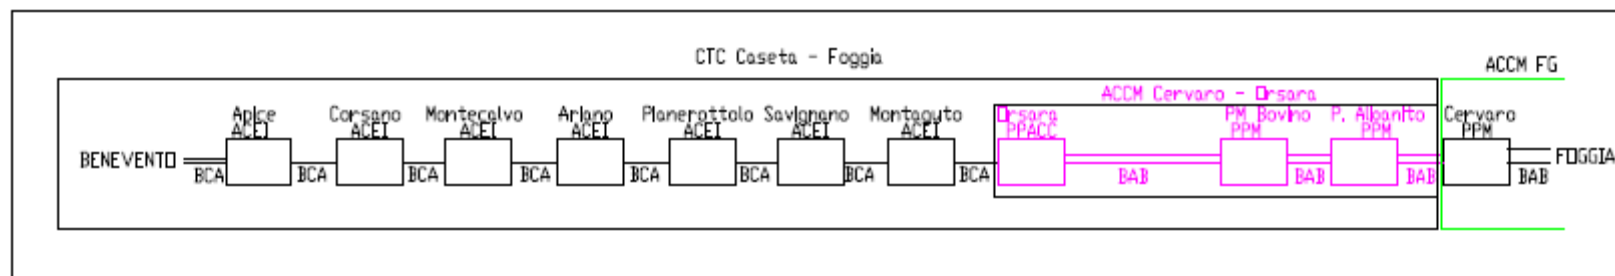 CTC Caseta - Foggia
ACCM FG
ACCM Cervaro - Orsara
Apice Corsano Montecalvo Ariano Pianerottolo Savignano Montaguto Orsara PM Bovino P. Albanito Cervaro
ACEI ACEI ACEI ACEI ACEI ACEI ACEI PPACC PPM PPM PPM
BENEVENTO FOGGIA
BCA BCA BCA BCA BCA BCA BCA BCA BAB BAB BAB BAB